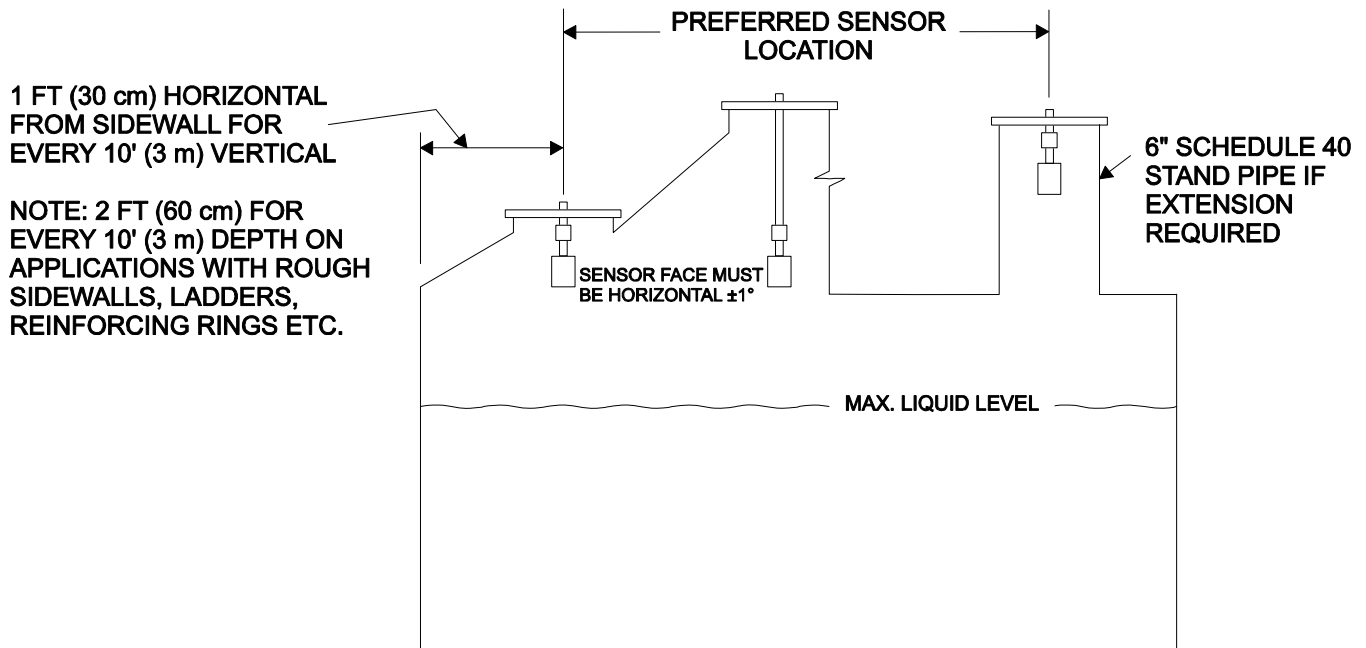 PREFERRED SENSOR
LOCATION
1 FT (30 cm) HORIZONTAL
FROM SIDEWALL FOR
EVERY 10' (3 m) VERTICAL
NOTE: 2 FT (60 cm) FOR
EVERY 10' (3 m) DEPTH ON
APPLICATIONS WITH ROUGH
SIDEWALLS, LADDERS,
REINFORCING RINGS ETC.
6" SCHEDULE 40
STAND PIPE IF
EXTENSION
REQUIRED
SENSOR FACE MUST
BE HORIZONTAL ±1°
MAX. LIQUID LEVEL